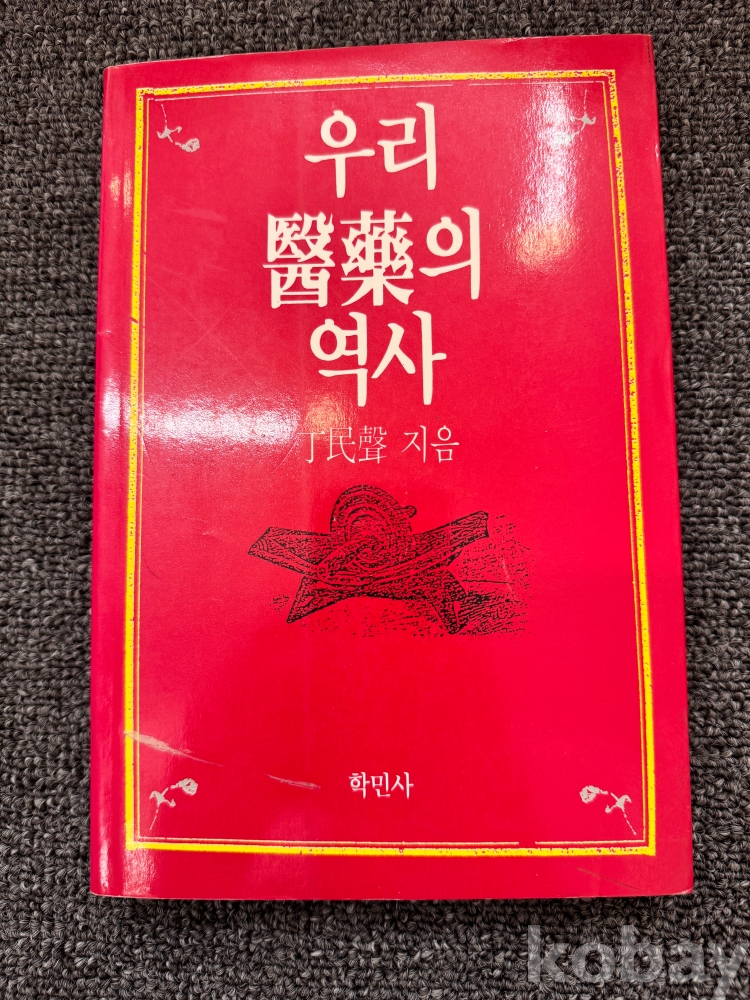 우리
醫藥의
역사
丁民聲 지음
학민사
kobay